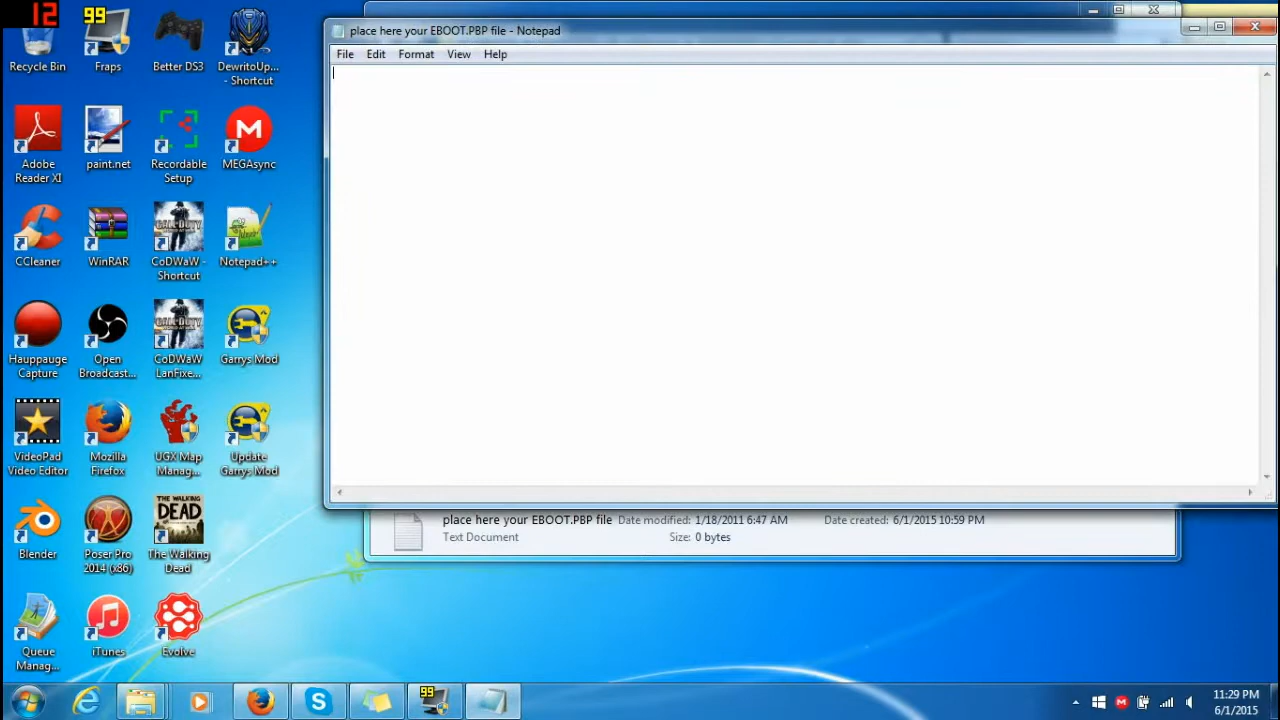 12
99
Recycle Bin
Fraps
Better DS3
DewritoUp...
- Shortcut
Adobe
Reader XI
paint.net
Recordable
Setup
MEGAsync
CCleaner
WinRAR
CoDWaW -
Shortcut
Notepad++
Hauppauge
Capture
Open
Broadcast...
CoDWaW
LanFixe...
Garrys Mod
VideoPad
Video Editor
Mozilla
Firefox
UGX Map
Manag...
Update
Garrys Mod
Blender
Poser Pro
2014 (x86)
THE WALKING
DEAD
The Walking
Dead
Queue
Manag...
iTunes
Evolve
place here your EBOOT.PBP file - Notepad
File Edit Format View Help
place here your EBOOT.PBP file Date modified: 1/18/2011 6:47 AM Date created: 6/1/2015 10:59 PM
Text Document Size: 0 bytes
99
11:29 PM
6/1/2015